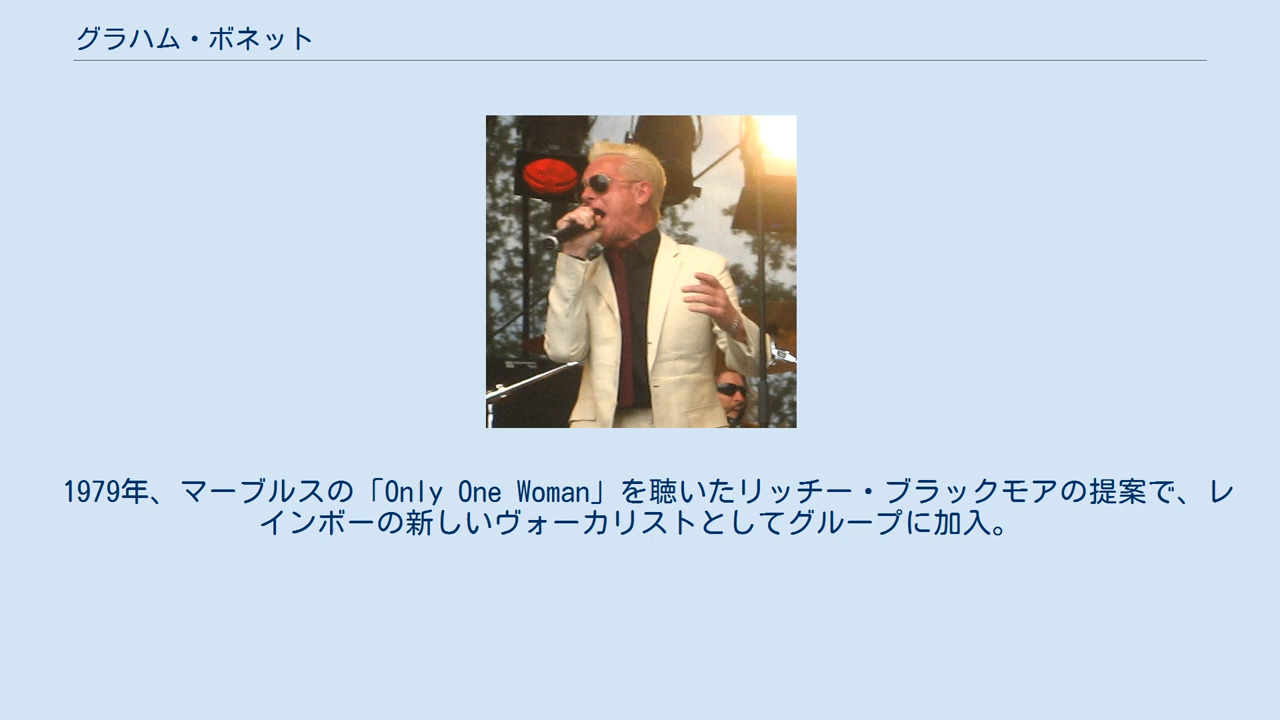 グラハム・ボネット
1979年、マーブルスの「Only One Woman」を聴いたリッチー・ブラックモアの提案で、レ
インボーの新しいヴォーカリストとしてグループに加入。